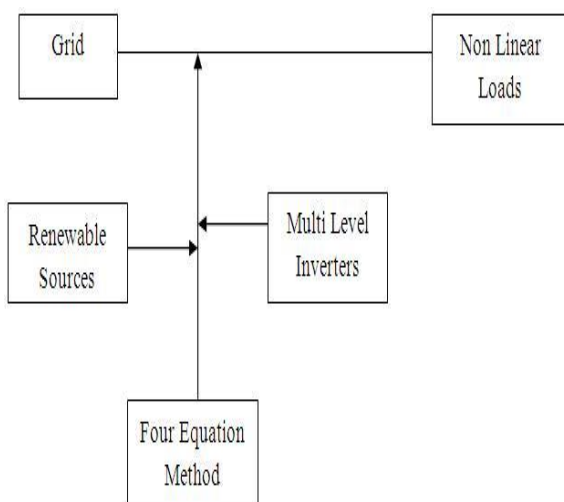 Grid
Non Linear
Loads
Renewable
Sources
Multi Level
Inverters
Four Equation
Method